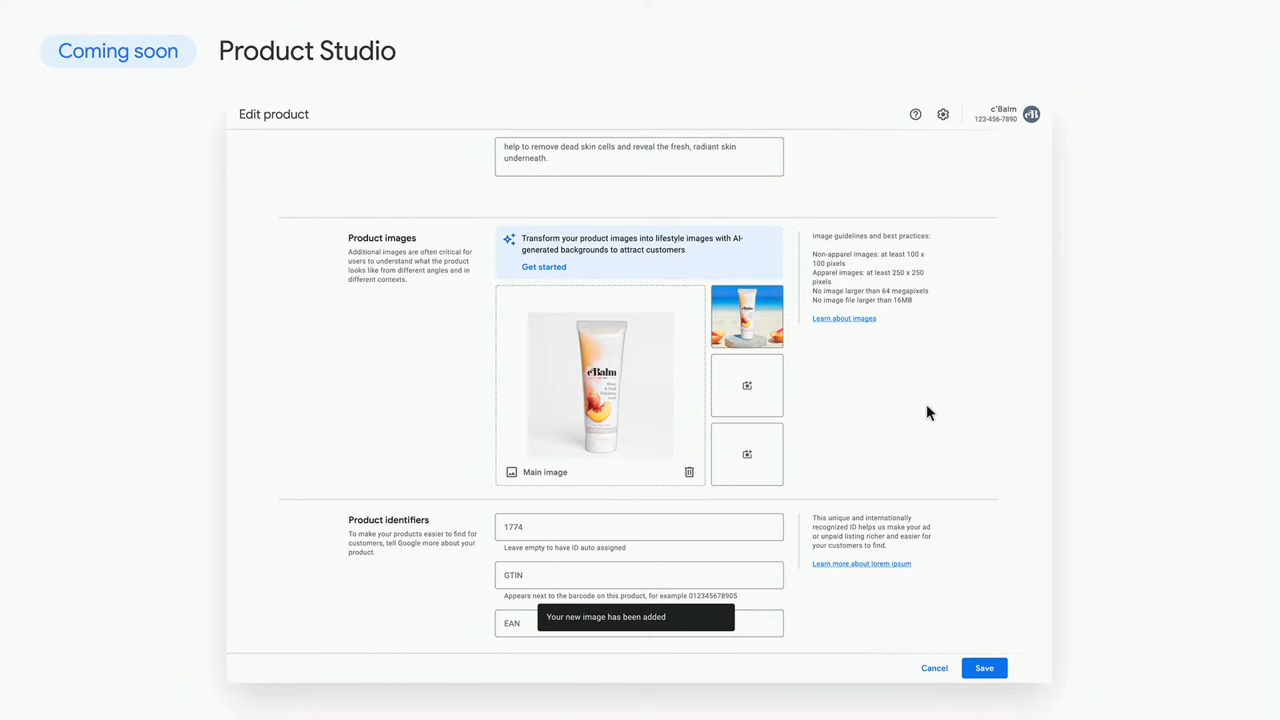 Coming soon
Product Studio
Edit product
c'Balm
123-456-7890
help to remove dead skin cells and reveal the fresh, radiant skin
underneath.
Product images
Additional images are often critical for
users to understand what the product
looks like from different angles and in
different contexts.
Transform your product images into lifestyle images with AI-
generated backgrounds to attract customers
Get started
c'Balm
Main image
Image guidelines and best practices:
Non-apparel images: at least 100 x
100 pixels
Apparel images: at least 250 x 250
pixels
No image larger than 64 megapixels
No image file larger than 16MB
Learn about images
Product identifiers
To make your products easier to find for
customers, tell Google more about your
product.
1774
Leave empty to have ID auto assigned
GTIN
Appears next to the barcode on this product, for example 012345678905
EAN
Your new image has been added
This unique and internationally
recognized ID helps us make your ad
or unpaid listing richer and easier for
your customers to find.
Learn more about lorem ipsum
Cancel
Save